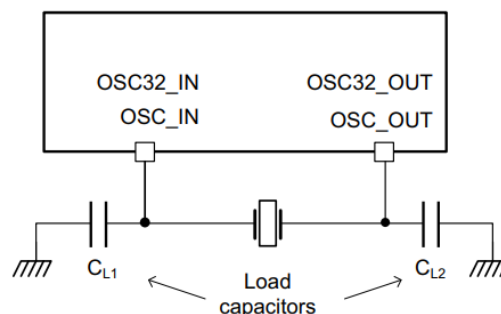 OSC32_IN
OSC_IN
OSC32_OUT
OSC_OUT
CL1
Load
capacitors
CL2